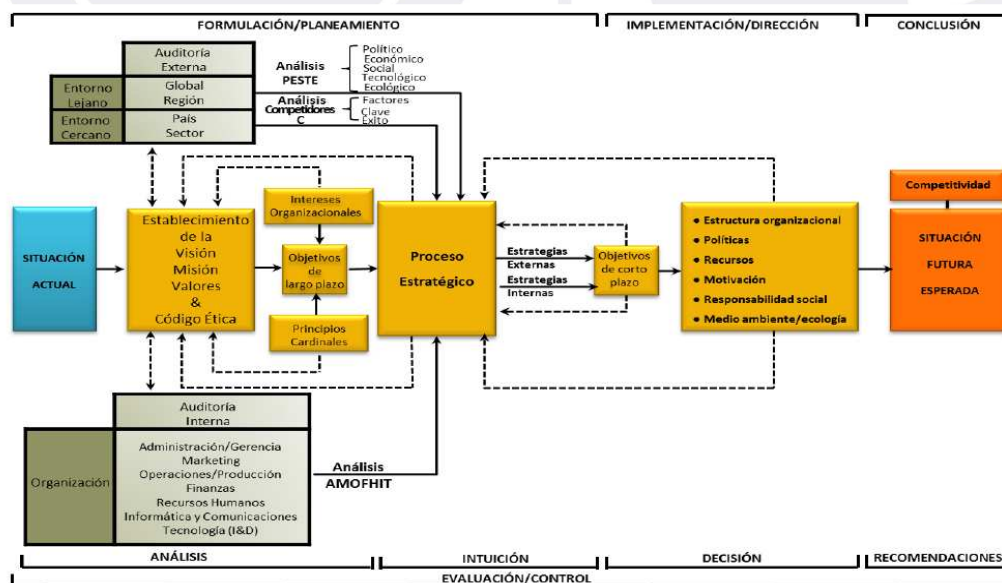 FORMULACIÓN/PLANEAMIENTO
IMPLEMENTACIÓN/DIRECCIÓN
CONCLUSIÓN
Auditoría
Externa
Entorno
Lejano
Global
Región
Entorno
Cercano
País
Sector
Análisis
PESTE
Político
Económico
Social
Tecnológico
Ecológico
Análisis
Competidores
C
Factores
Clave
Éxito
SITUACIÓN
ACTUAL
Establecimiento
de la
Visión
Misión
Valores
&
Código Ética
Intereses
Organizacionales
Objetivos
de
largo plazo
Principios
Cardinales
Proceso
Estratégico
Estrategias
Externas
Estrategias
Internas
Objetivos
de corto
plazo
• Estructura organizacional
• Políticas
• Recursos
• Motivación
• Responsabilidad social
• Medio ambiente/ecología
Competitividad
SITUACIÓN
FUTURA
ESPERADA
Auditoría
Interna
Organización
Administración/Gerencia
Marketing
Operaciones/Producción
Finanzas
Recursos Humanos
Informática y Comunicaciones
Tecnología (I&D)
Análisis
AMOFHIT
ANÁLISIS
INTUICIÓN
DECISIÓN
RECOMENDACIONES
EVALUACIÓN/CONTROL